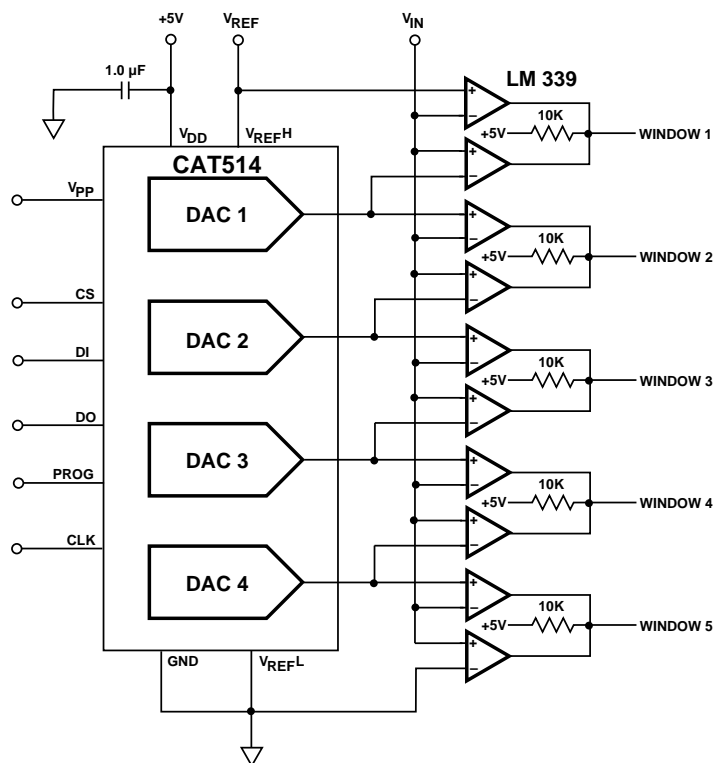 +5V
VREF
VIN
1.0 µF
LM 339
VDD
VREFH
CAT514
VPP
CS
DI
DO
PROG
CLK
DAC 1
DAC 2
DAC 3
DAC 4
GND
VREFL
+
−
10K
+5V
WINDOW 1
+
−
+
−
10K
+5V
WINDOW 2
+
−
+
−
10K
+5V
WINDOW 3
+
−
+
−
10K
+5V
WINDOW 4
+
−
+
−
10K
+5V
WINDOW 5
+
−